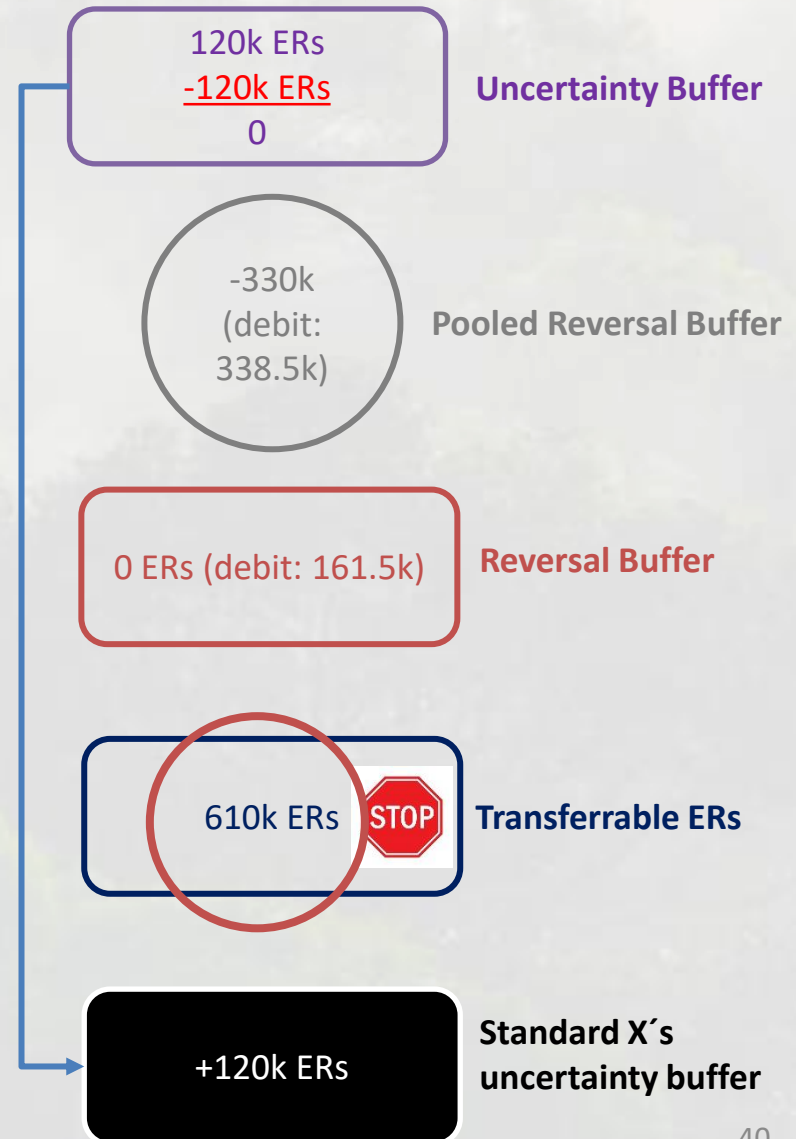 120k ERs
-120k ERs
0
Uncertainty Buffer
-330k
(debit:
338.5k)
Pooled Reversal Buffer
0 ERs (debit: 161.5k)
Reversal Buffer
610k ERs
STOP
Transferrable ERs
+120k ERs
Standard X´s
uncertainty buffer
40